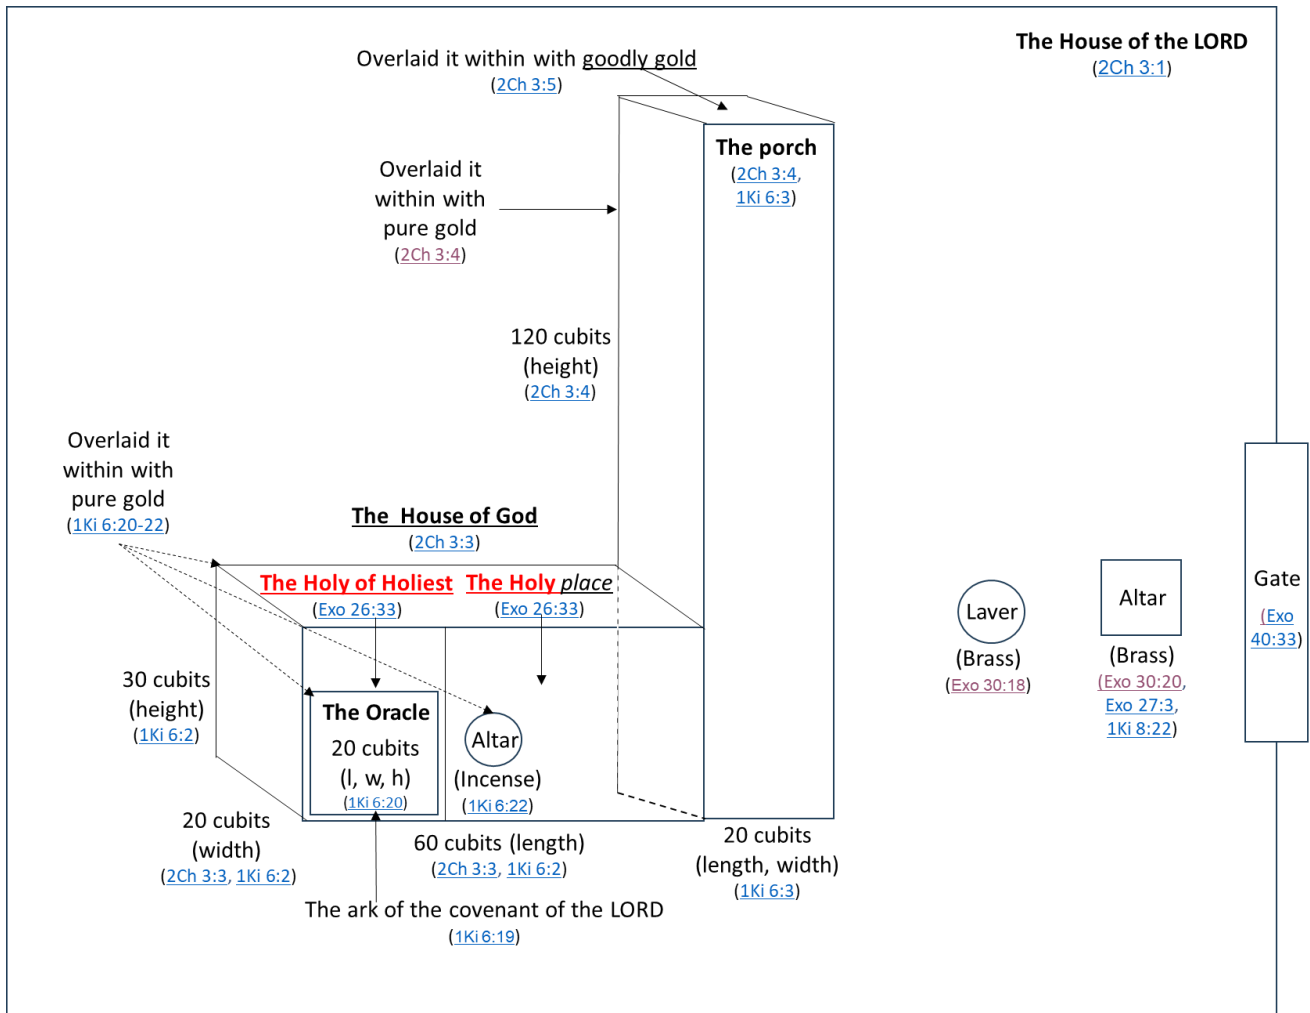 The House of the LORD
(2Ch 3:1)
Overlaid it within with goodly gold
(2Ch 3:5)
The porch
(2Ch 3:4,
1Ki 6:3)
Overlaid it
within with
pure gold
(2Ch 3:4)
120 cubits
(height)
(2Ch 3:4)
Overlaid it
within with
pure gold
(1Ki 6:20-22)
The House of God
(2Ch 3:3)
The Holy of Holiest
(Exo 26:33)
The Holy place
(Exo 26:33)
30 cubits
(height)
(1Ki 6:2)
The Oracle
20 cubits
(l, w, h)
(1Ki 6:20)
Altar
(Incense)
(1Ki 6:22)
20 cubits
(width)
(2Ch 3:3, 1Ki 6:2)
60 cubits (length)
(2Ch 3:3, 1Ki 6:2)
20 cubits
(length, width)
(1Ki 6:3)
The ark of the covenant of the LORD
(1Ki 6:19)
Laver
(Brass)
(Exo 30:18)
Altar
(Brass)
(Exo 30:20,
Exo 27:3,
1Ki 8:22)
Gate
(Exo
40:33)